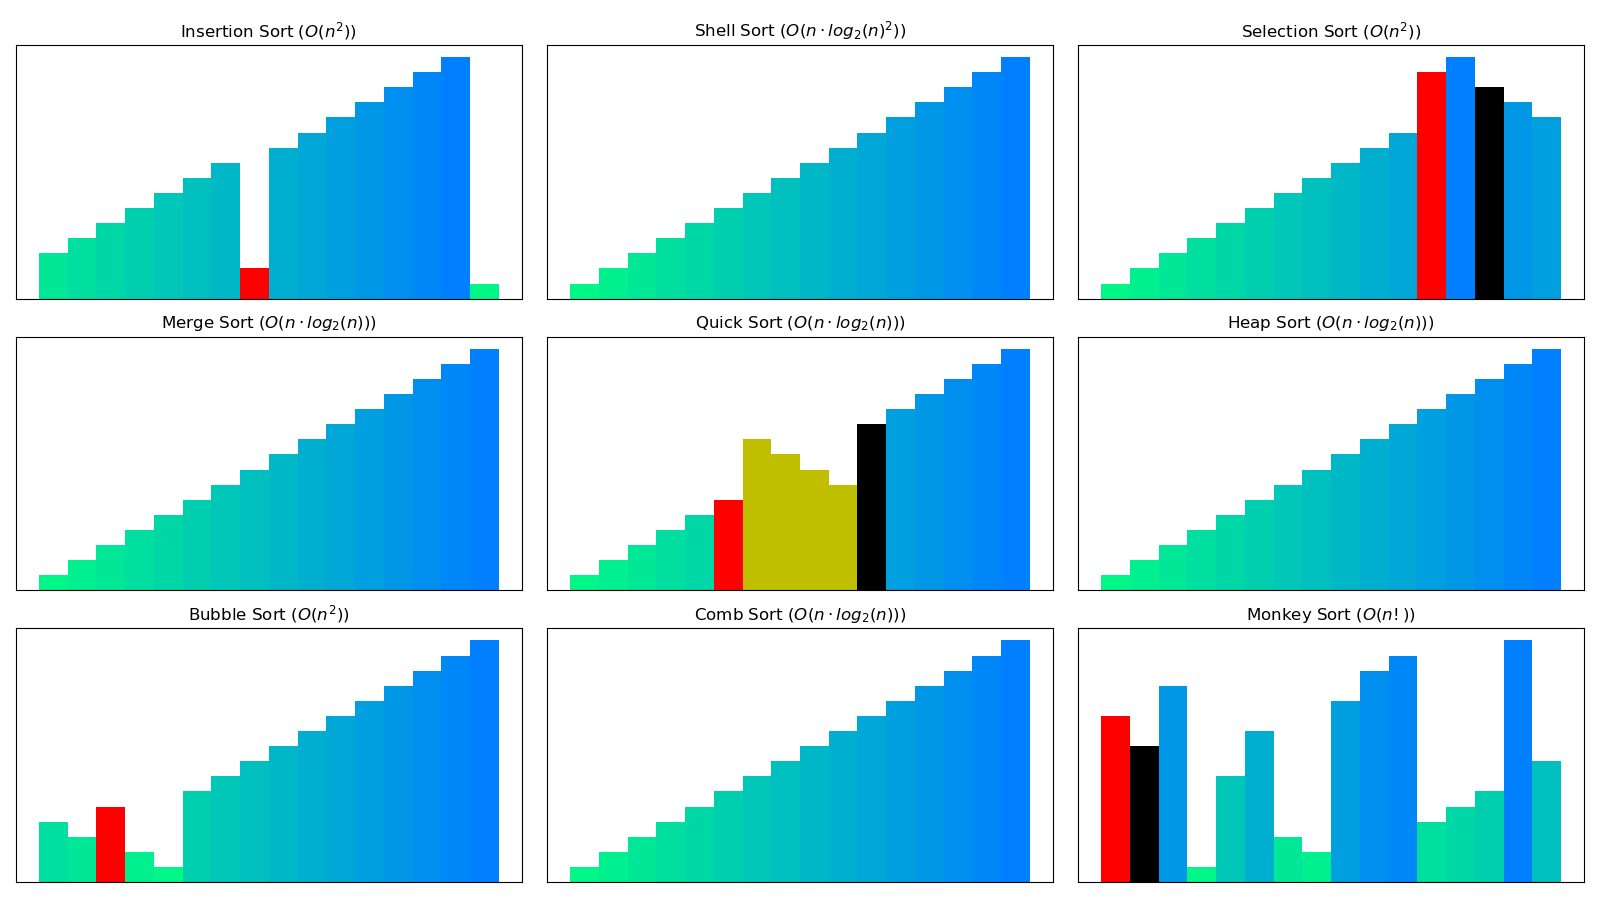 Insertion Sort (O(n²))
Shell Sort (O(n · log₂(n)²))
Selection Sort (O(n²))
Merge Sort (O(n · log₂(n)))
Quick Sort (O(n · log₂(n)))
Heap Sort (O(n · log₂(n)))
Bubble Sort (O(n²))
Comb Sort (O(n · log₂(n)))
Monkey Sort (O(n!))